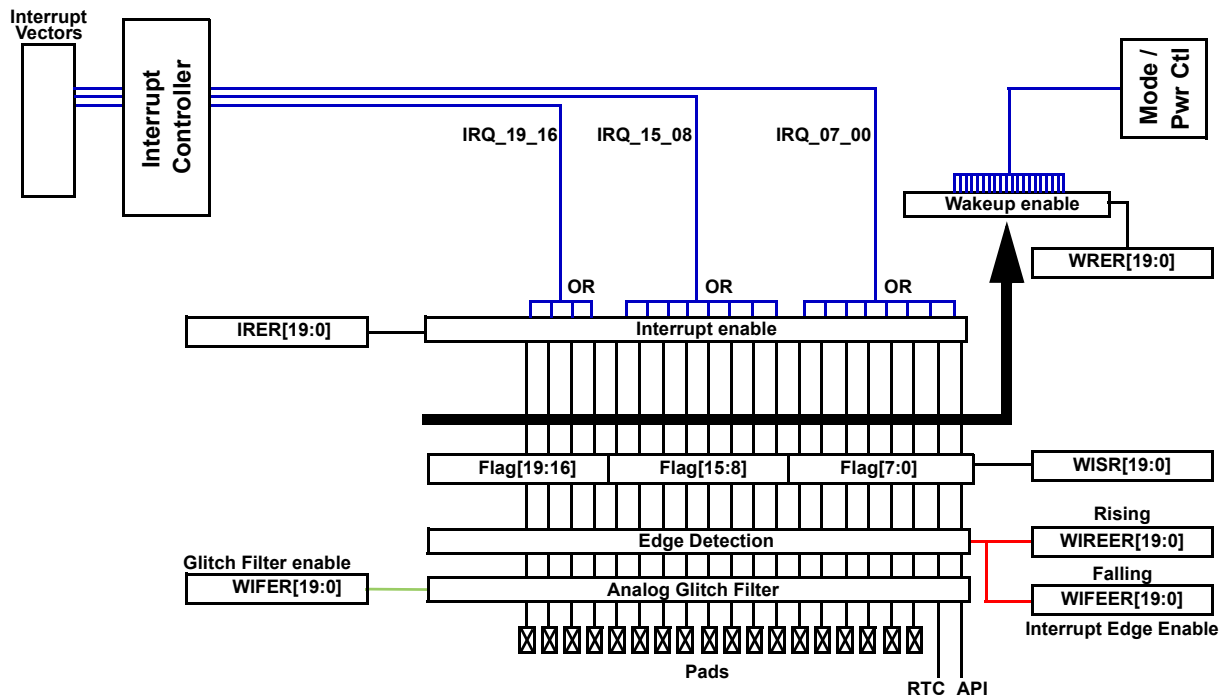 Interrupt
Vectors
Interrupt
Controller
Mode /
Pwr Ctl
IRQ_19_16
IRQ_15_08
IRQ_07_00
Wakeup enable
WRER[19:0]
OR
OR
IRER[19:0]
Interrupt enable
Flag[19:16]
Flag[15:8]
Flag[7:0]
WISR[19:0]
Rising
Edge Detection
WIREER[19:0]
Glitch Filter enable
Falling
WIFER[19:0]
Analog Glitch Filter
WIFEER[19:0]
Interrupt Edge Enable
Pads
RTC
API